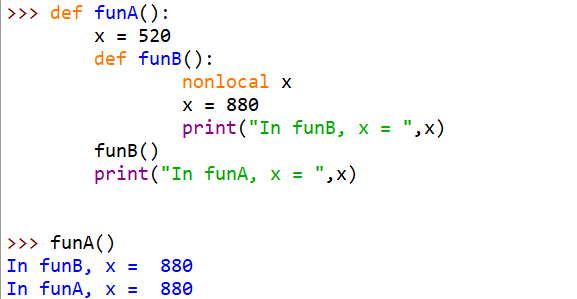 >>> def funA():
        x = 520
        def funB():
                nonlocal x
                x = 880
                print("In funB, x = ",x)
        funB()
        print("In funA, x = ",x)
>>> funA()
In funB, x =  880
In funA, x =  880